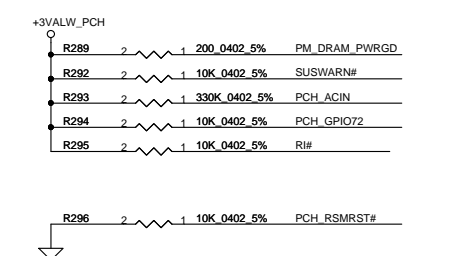 +3VALW_PCH
R289 2 1 200_0402_5% PM_DRAM_PWRGD
R292 2 1 10K_0402_5% SUSWARN#
R293 2 1 330K_0402_5% PCH_ACIN
R294 2 1 10K_0402_5% PCH_GPIO72
R295 2 1 10K_0402_5% RI#
R296 2 1 10K_0402_5% PCH_RSMRST#